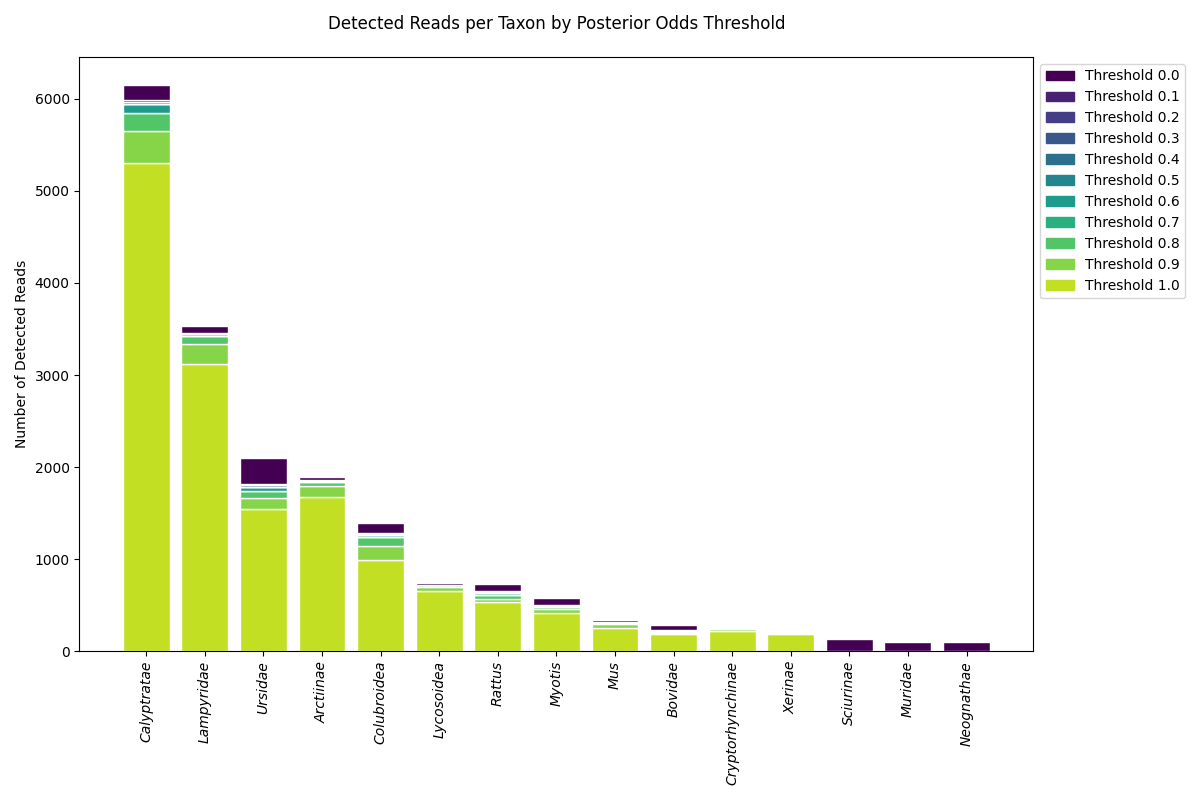 Detected Reads per Taxon by Posterior Odds Threshold
Number of Detected Reads
6000
5000
4000
3000
2000
1000
0
Calyptratae
Lampyridae
Ursidae
Arctiinae
Colubroidea
Lycosoidea
Rattus
Myotis
Mus
Bovidae
Cryptorhynchinae
Xerinae
Sciurinae
Muridae
Neognathae
Threshold 0.0
Threshold 0.1
Threshold 0.2
Threshold 0.3
Threshold 0.4
Threshold 0.5
Threshold 0.6
Threshold 0.7
Threshold 0.8
Threshold 0.9
Threshold 1.0